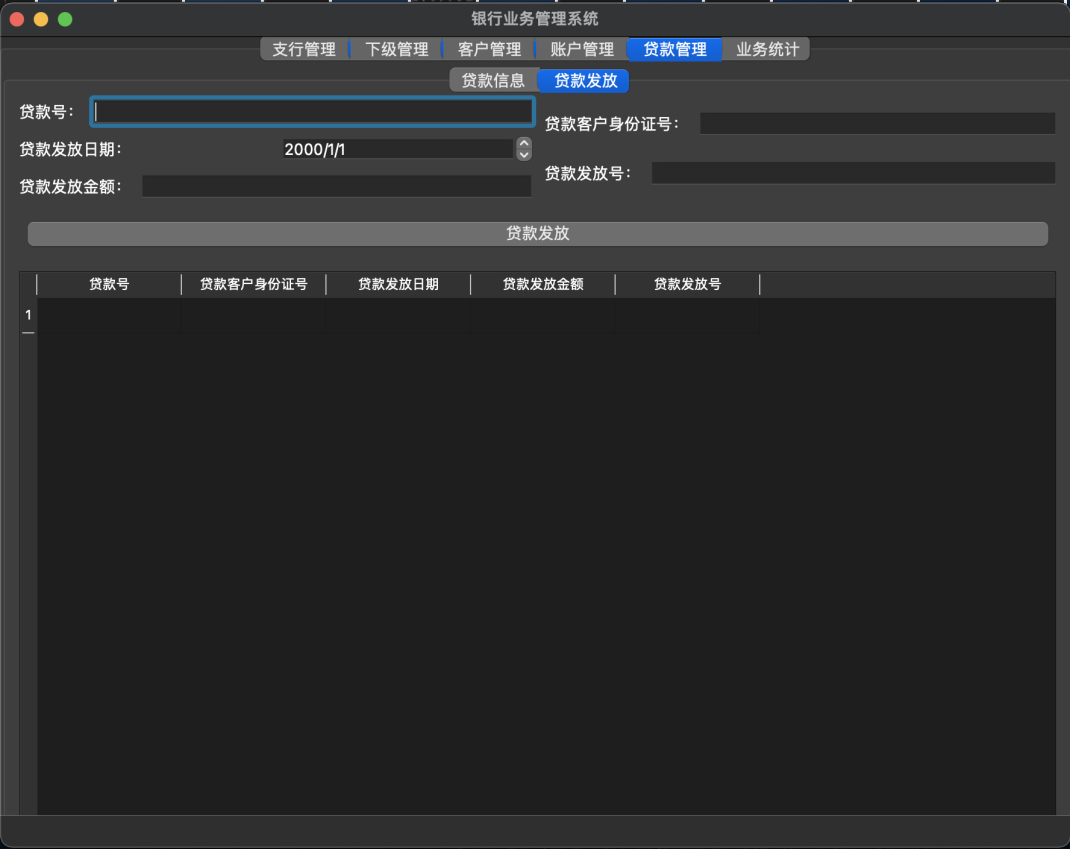 银行业务管理系统
支行管理 下级管理 客户管理 账户管理 贷款管理 业务统计
贷款信息 贷款发放
贷款号：
贷款客户身份证号：
贷款发放日期： 2000/1/1
贷款发放号：
贷款发放金额：
贷款发放
贷款号 贷款客户身份证号 贷款发放日期 贷款发放金额 贷款发放号
1